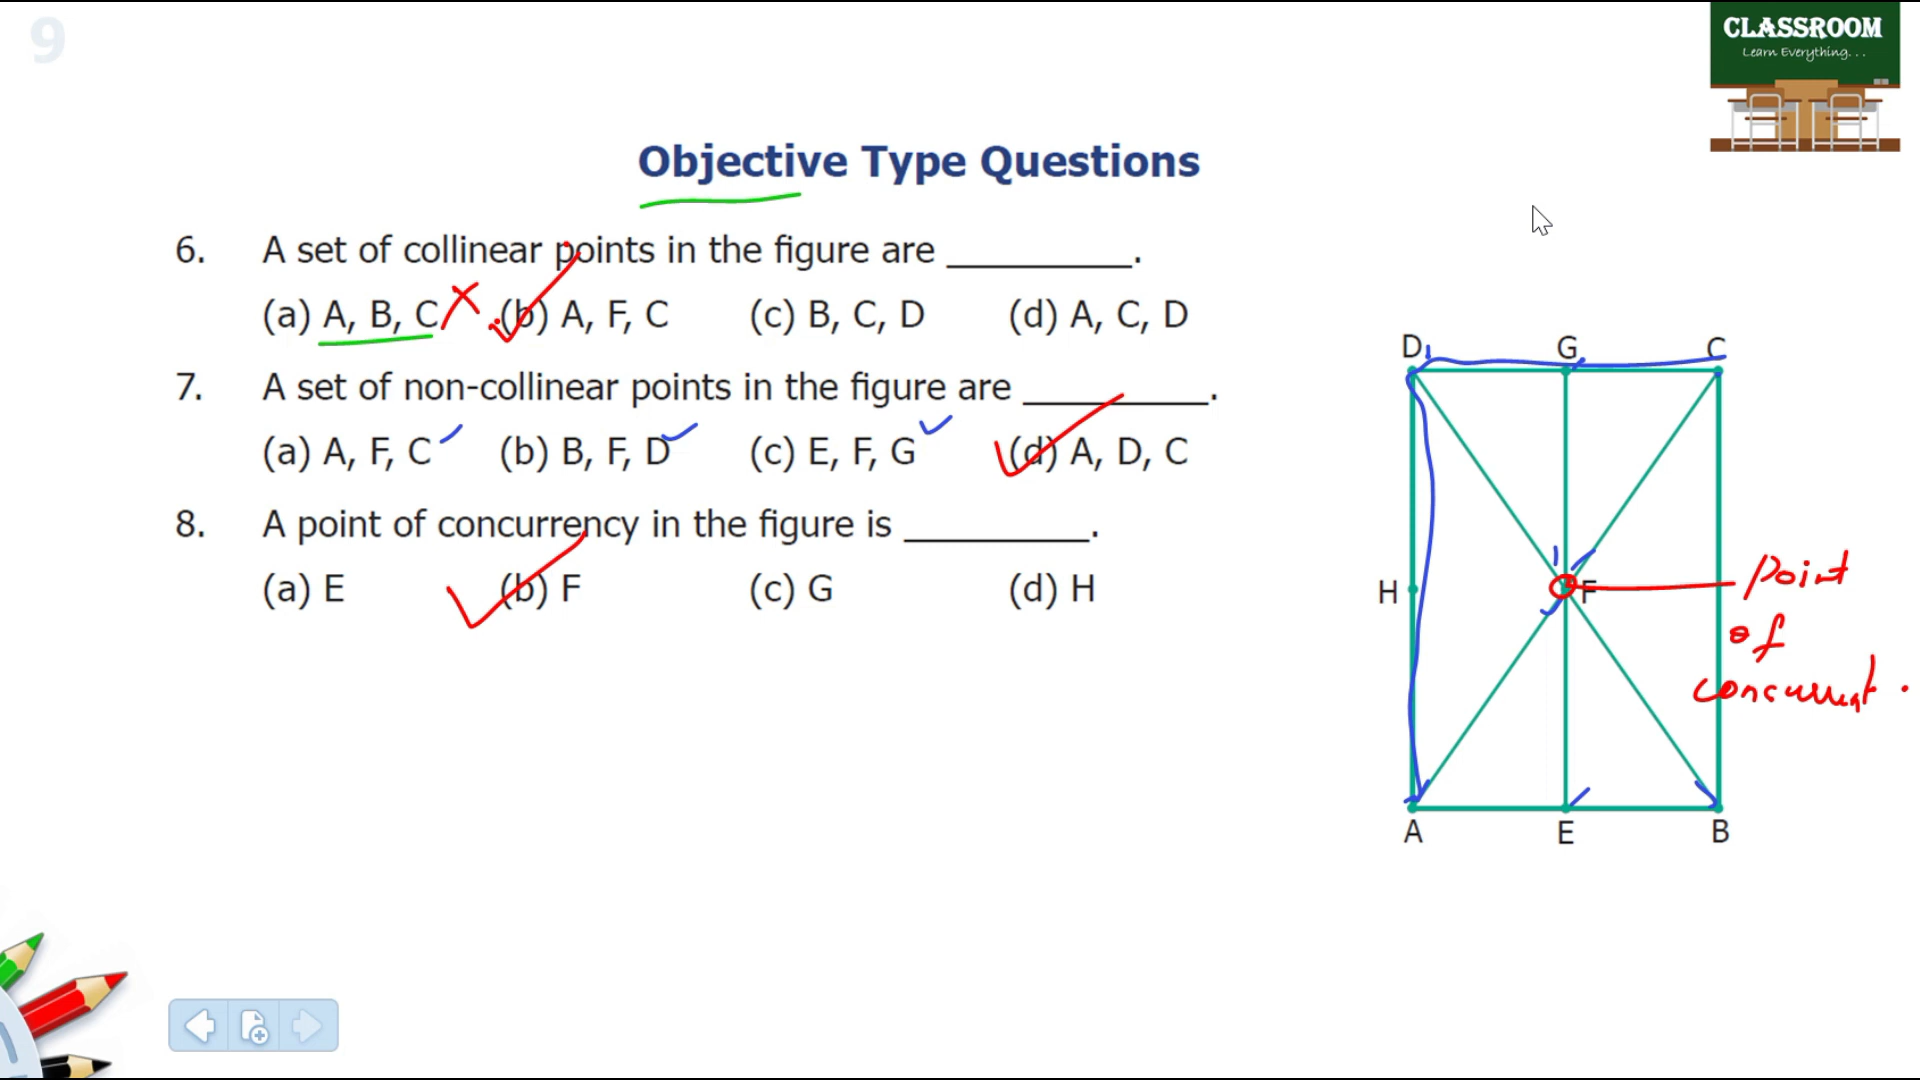 9
CLASSROOM
Learn Everything. . .
Objective Type Questions
6. A set of collinear points in the figure are __________.
(a) A, B, C (b) A, F, C (c) B, C, D (d) A, C, D
7. A set of non-collinear points in the figure are __________.
(a) A, F, C (b) B, F, D (c) E, F, G (d) A, D, C
8. A point of concurrency in the figure is __________.
(a) E (b) F (c) G (d) H
D G C
H F point
of
concurrent .
A E B